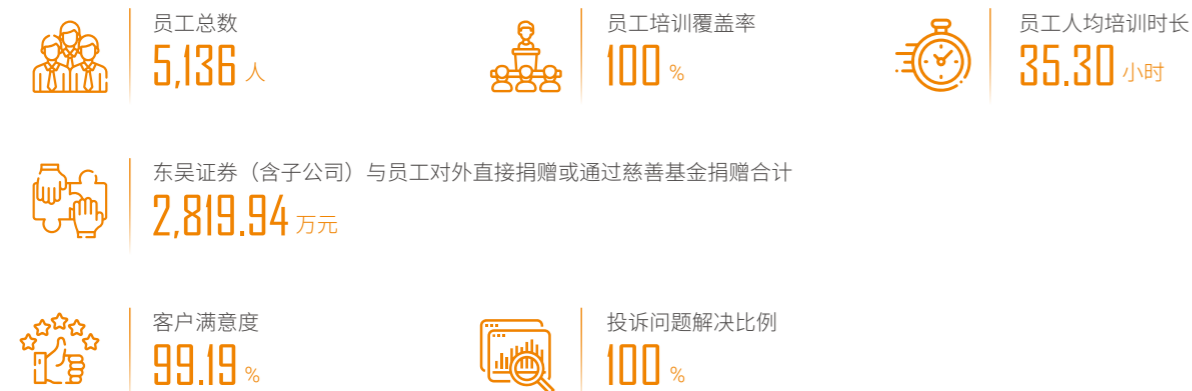 员工总数
5,136 人
员工培训覆盖率
100 %
员工人均培训时长
35.30 小时
东吴证券（含子公司）与员工对外直接捐赠或通过慈善基金捐赠合计
2,819.94 万元
客户满意度
99.19 %
投诉问题解决比例
100 %